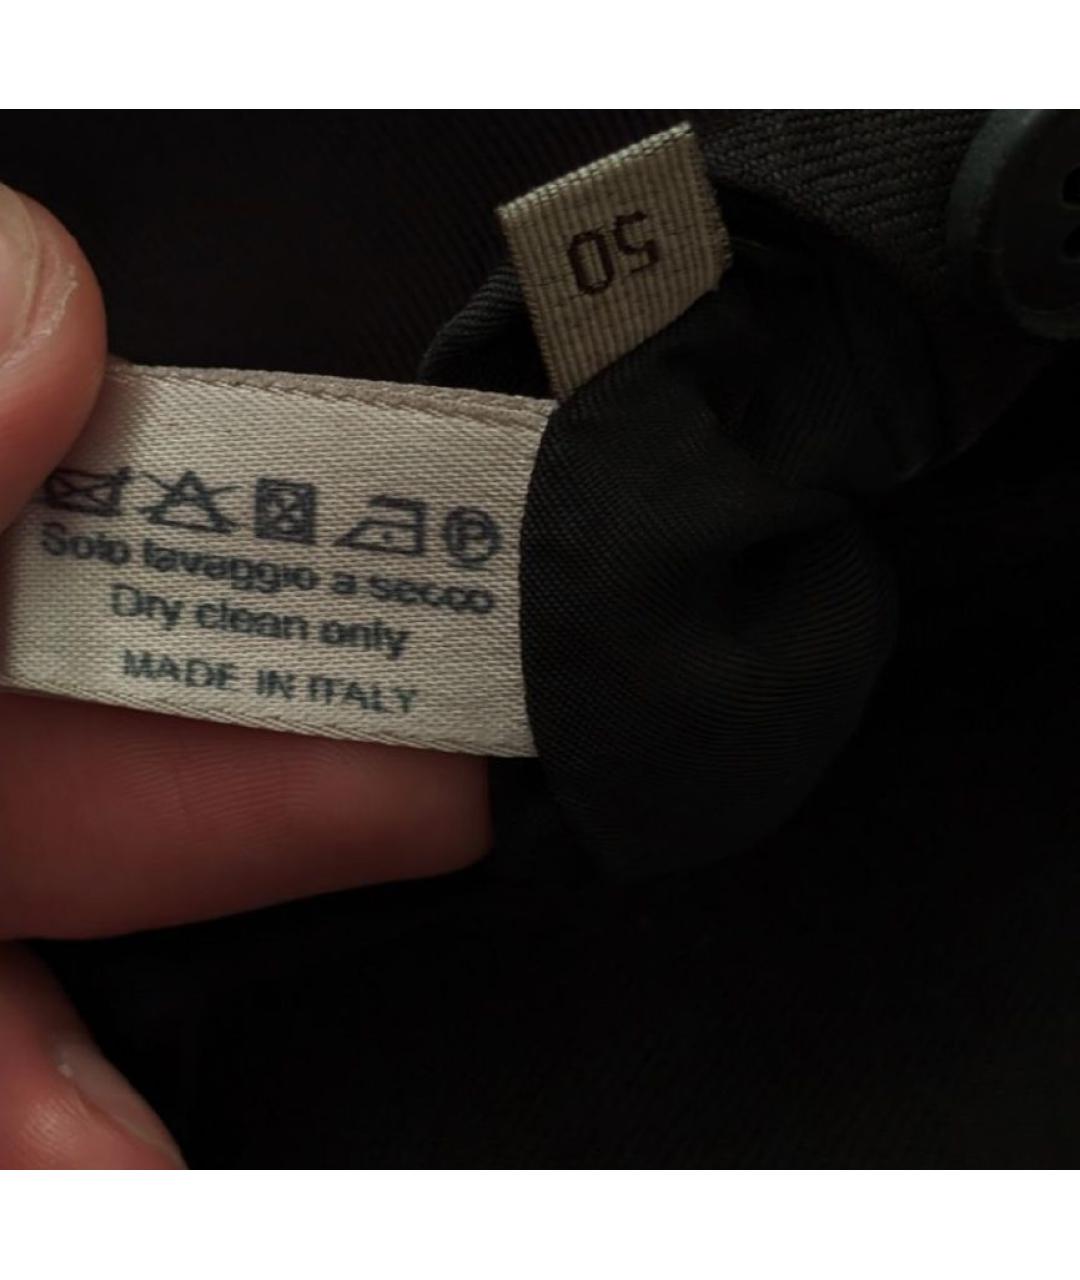 50
P
Solo lavaggio a secco
Dry clean only
MADE IN ITALY